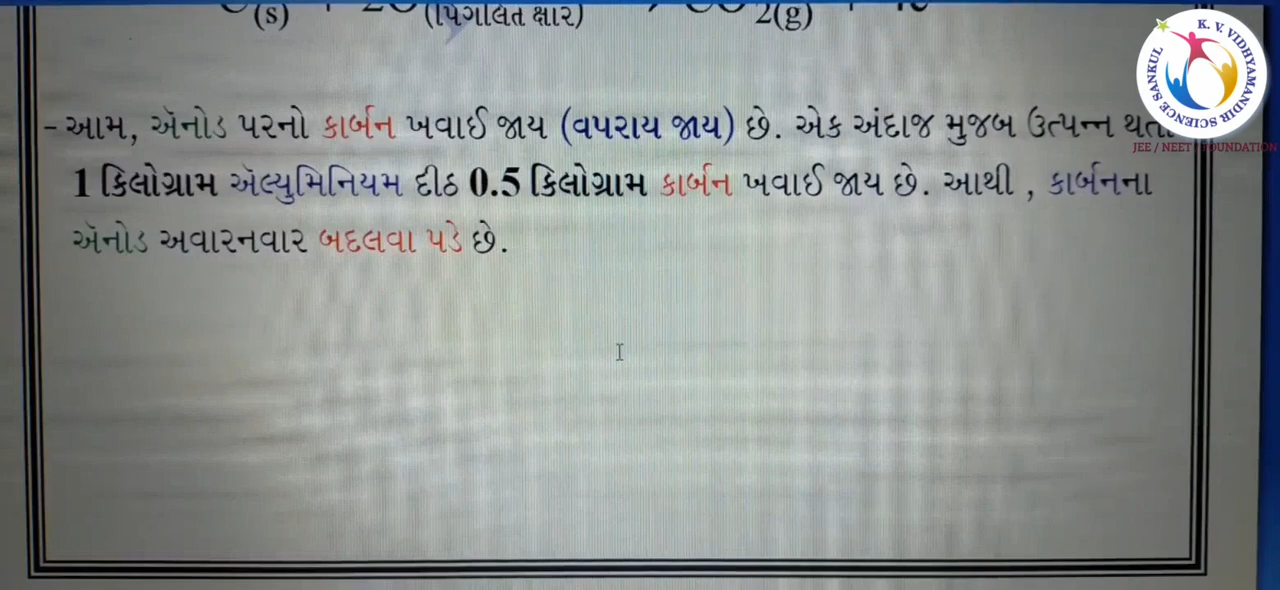 (s) + (પિગલિત ક્ષાર) 2(g) +
- આમ, ઍનોડ પરનો કાર્બન ખવાઈ જાય (વપરાય જાય) છે. એક અંદાજ મુજબ ઉત્પન્ન થતા
1 કિલોગ્રામ ઍલ્યુમિનિયમ દીઠ 0.5 કિલોગ્રામ કાર્બન ખવાઈ જાય છે. આથી , કાર્બનના
ઍનોડ અવારનવાર બદલવા પડે છે.
K. V. VIDHYAMANDIR SCIENCE SANKUL
JEE / NEET / FOUNDATION